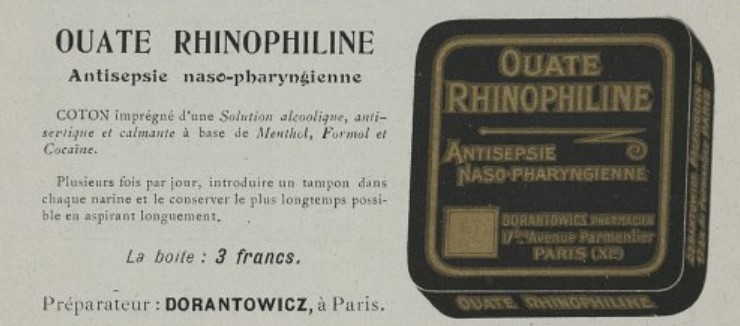 OUATE RHINOPHILINE
Antisepsie naso-pharyngienne
COTON imprégné d'une Solution alcoolique, anti-
sertique et calmante à base de Menthol, Formol et
Cocaïne.
Plusieurs fois par jour, introduire un tampon dans
chaque narine et le conserver le plus longtemps possi-
ble en aspirant longuement.
La boite : 3 francs.
Préparateur : DORANTOWICZ, à Paris.
OUATE
RHINOPHILINE
ANTISEPSIE
NASO-PHARYNGIENNE
DORANTOWICZ PHARMACIEN
Avenue Parmentier
PARIS (XIe)
OUATE RHINOPHILINE